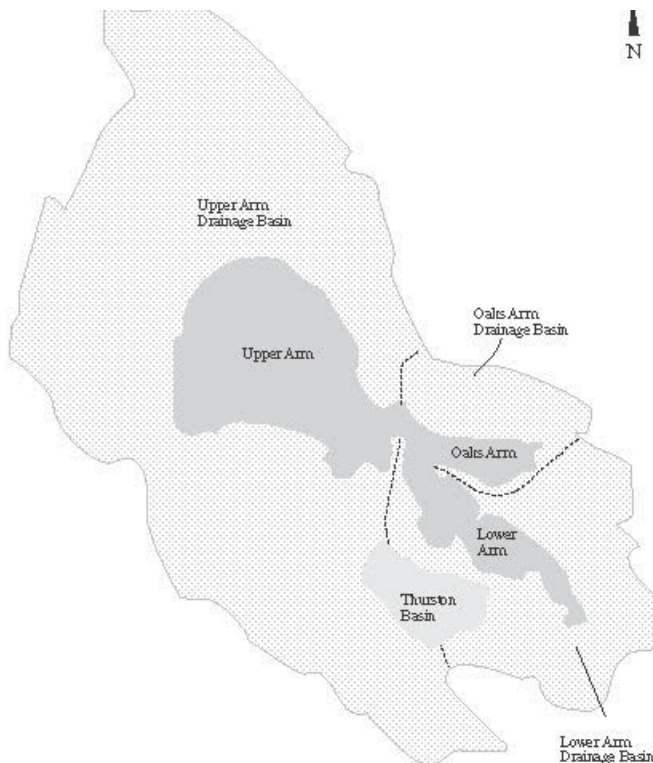 N
Upper Arm
Drainage Basin
Oaks Arm
Drainage Basin
Upper Arm
Oaks Arm
Lower
Arm
Thurston
Basin
Lower Arm
Drainage Basin